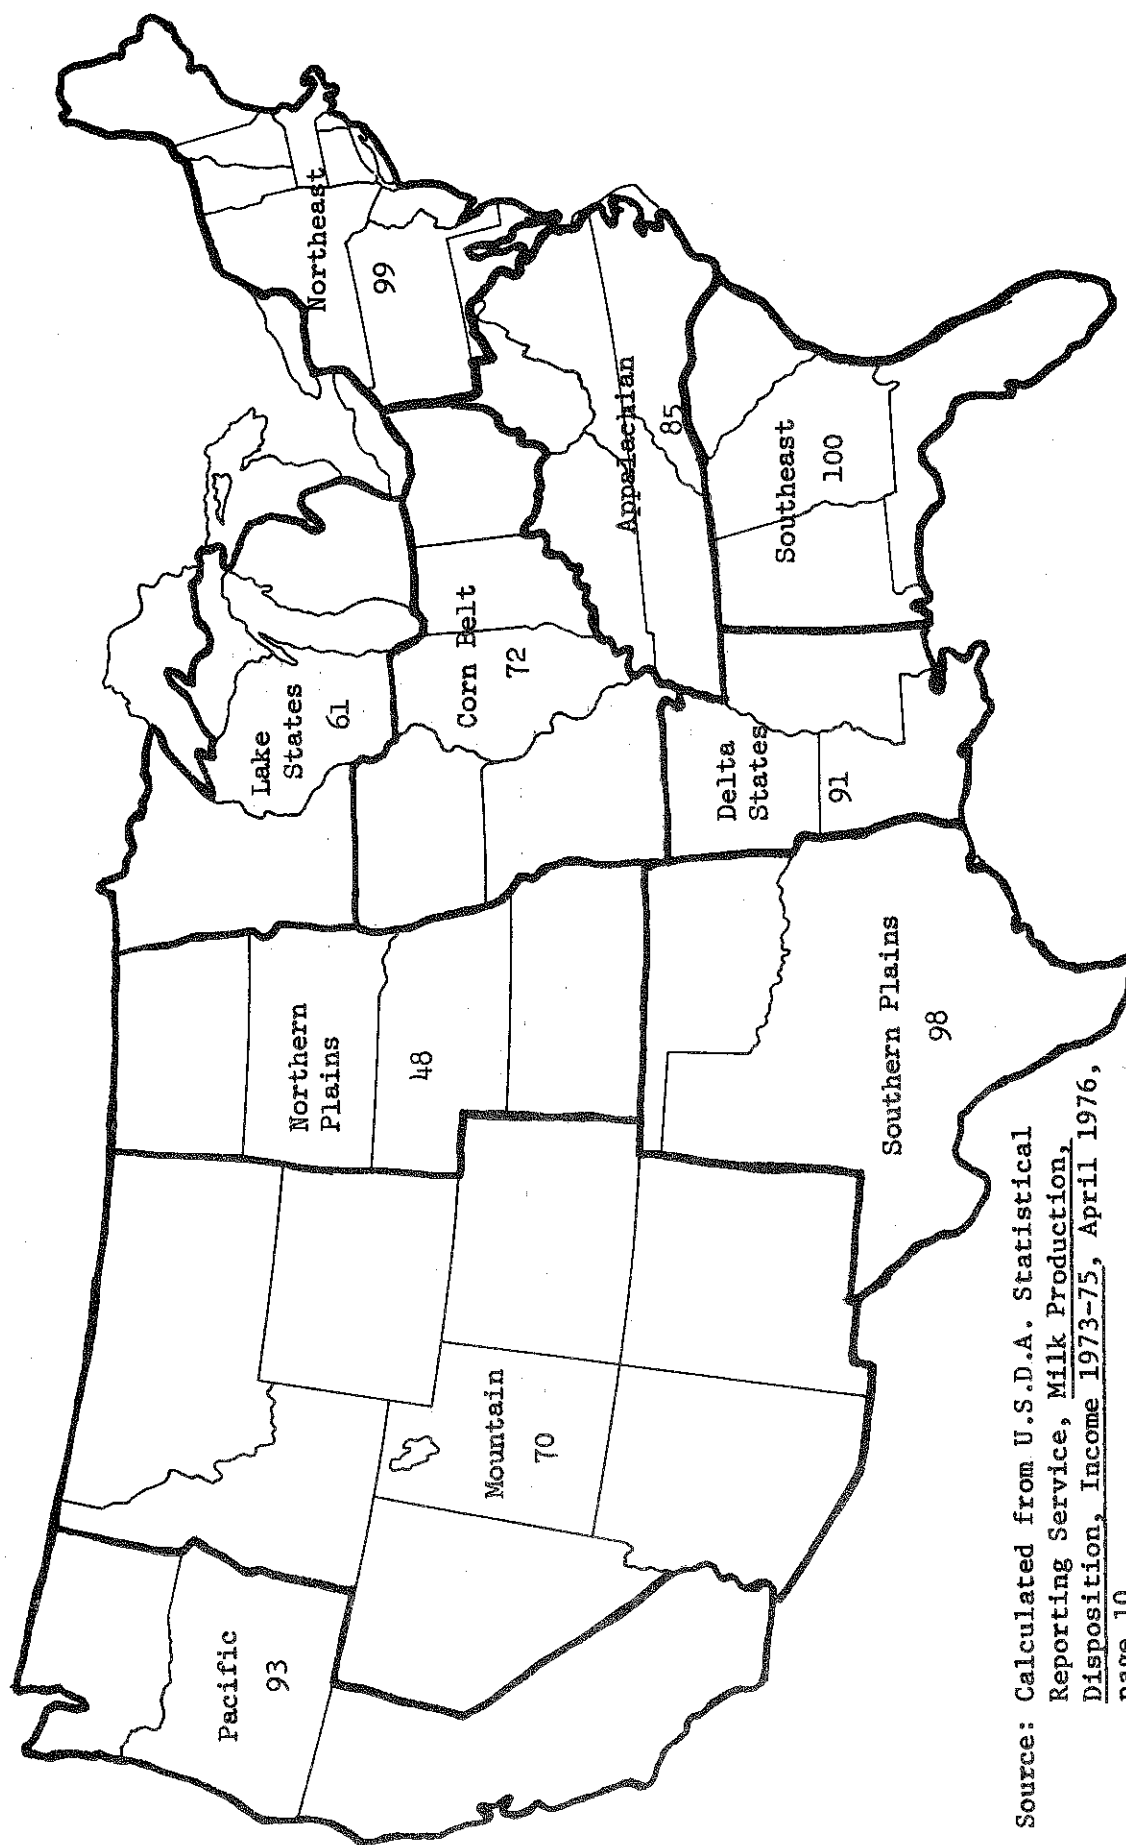 Pacific
93
Mountain
70
Northern
Plains
48
Southern Plains
98
Lake
States
61
Corn Belt
72
Delta
States
91
Appalachian
85
Southeast
100
Northeast
99
Source: Calculated from U.S.D.A. Statistical
Reporting Service, Milk Production,
Disposition, Income 1973-75, April 1976,
page 10